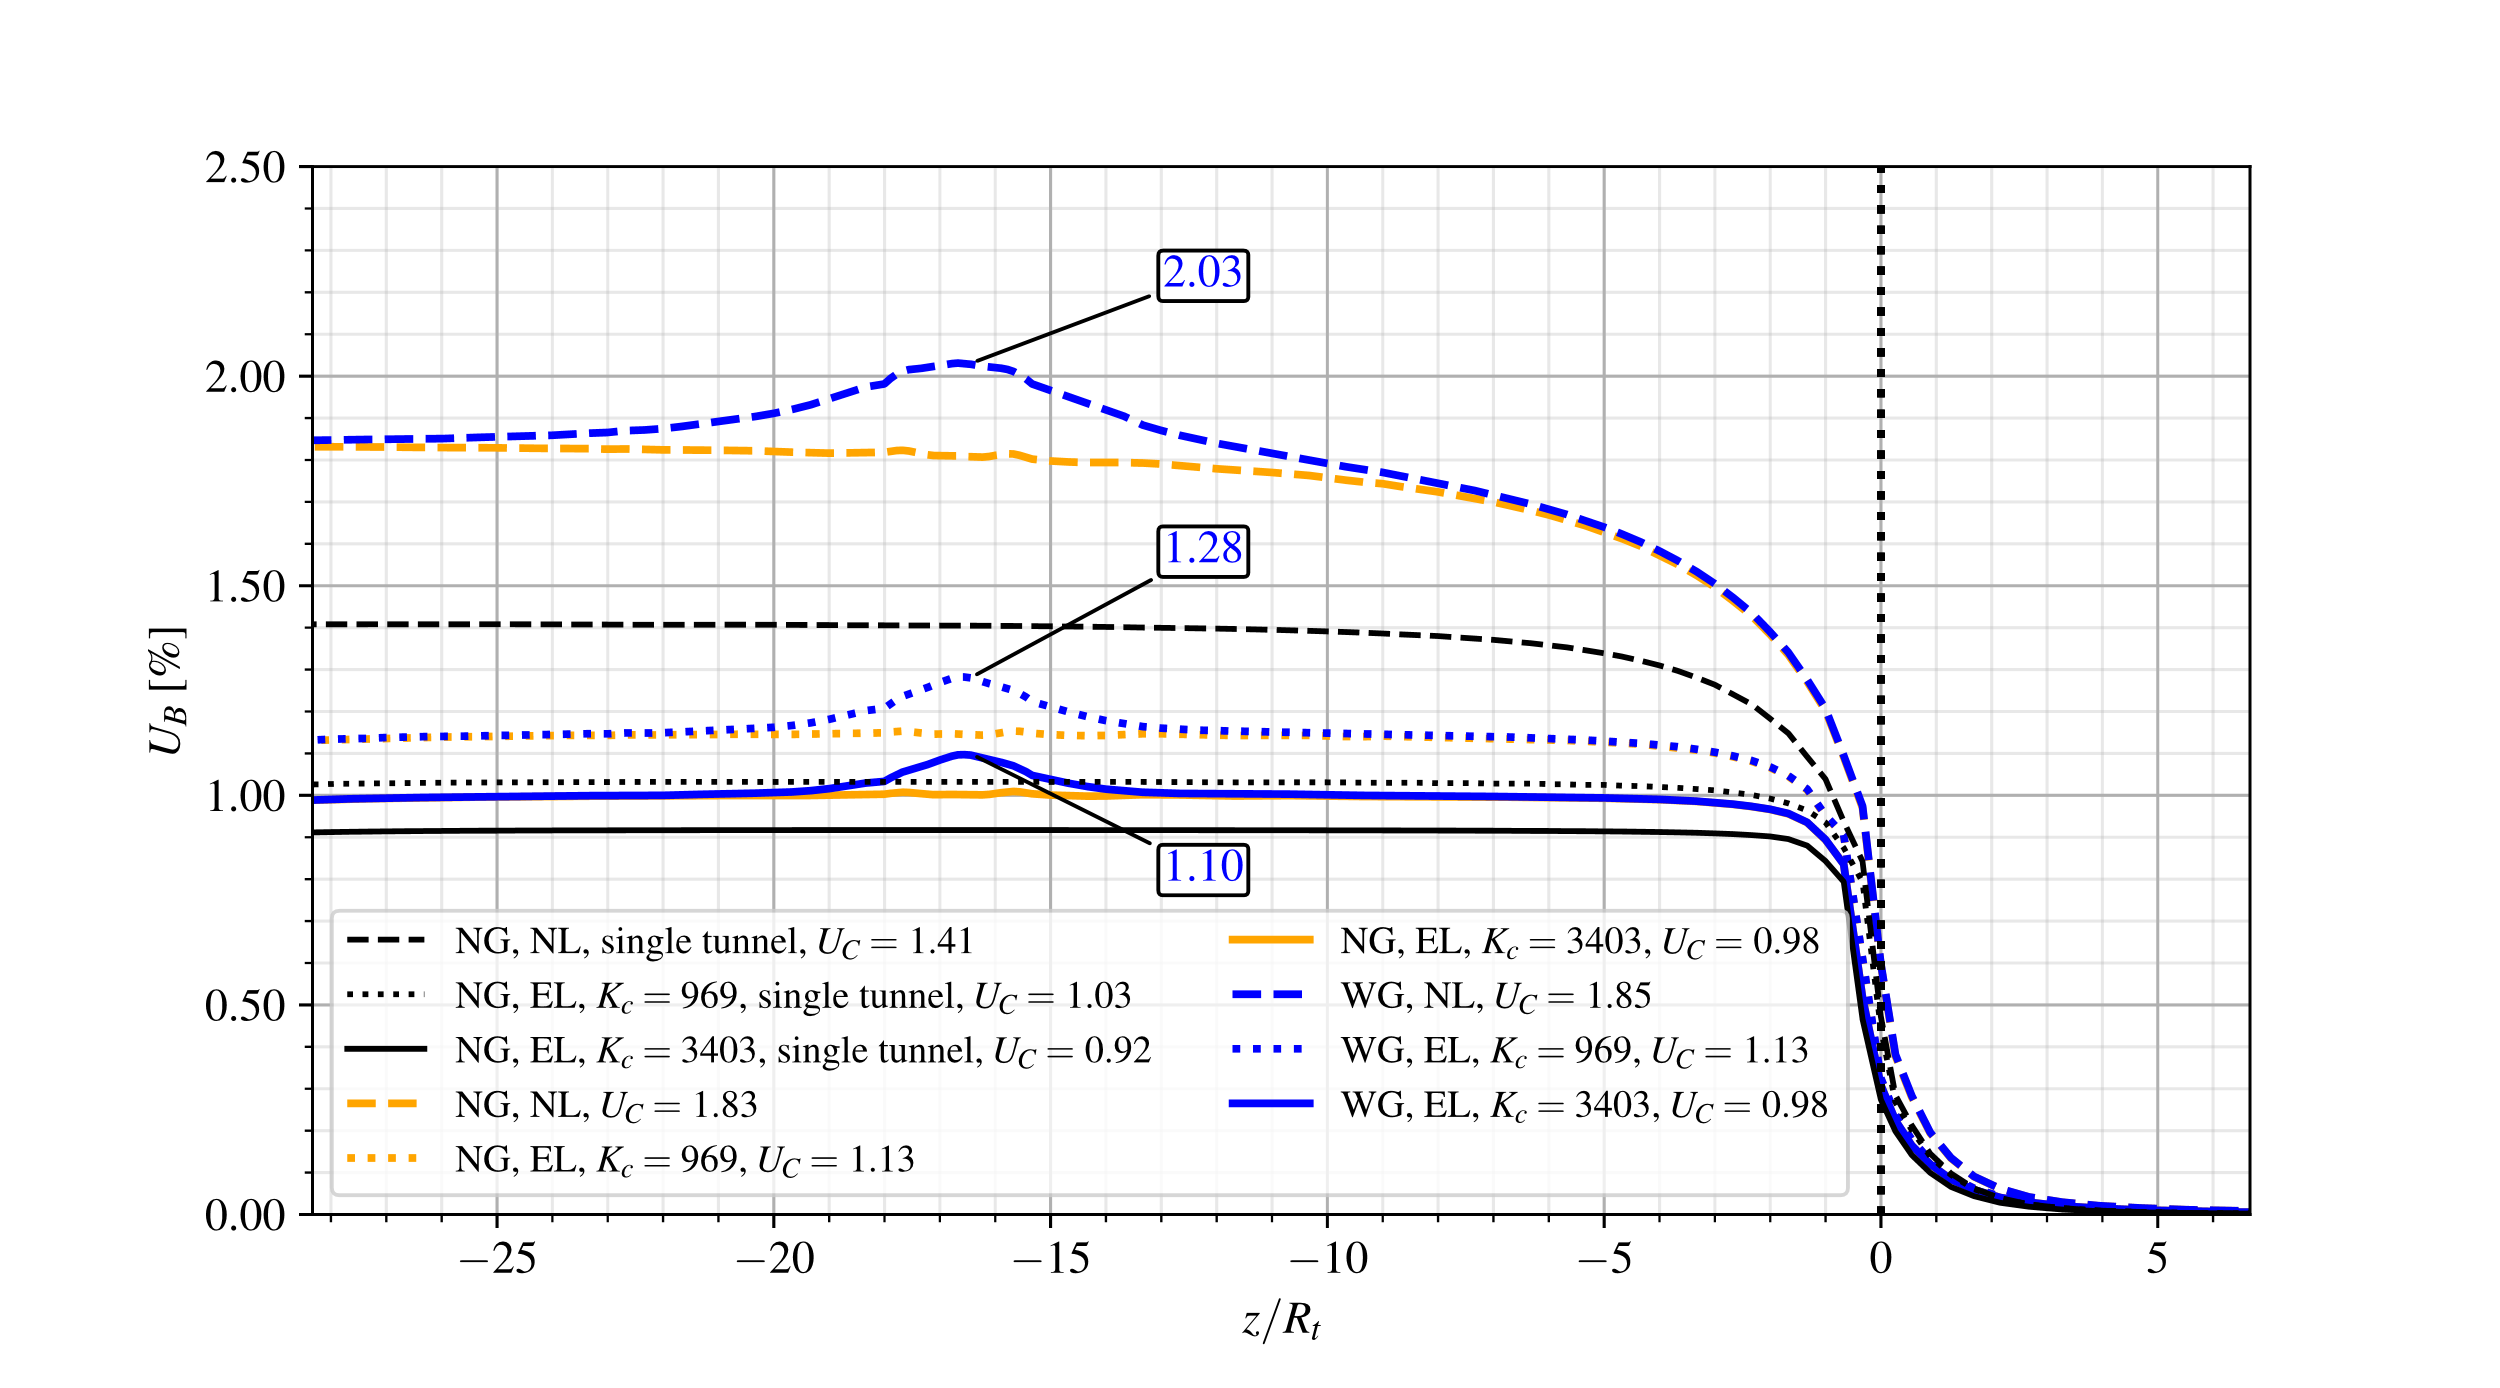 2.50
2.00
1.50
1.00
0.50
0.00
U_B [%]
2.03
1.28
1.10
NG, NL, single tunnel, U_C = 1.41
NG, EL, K_c = 969, single tunnel, U_C = 1.03
NG, EL, K_c = 3403, single tunnel, U_C = 0.92
NG, NL, U_C = 1.83
NG, EL, K_c = 969, U_C = 1.13
NG, EL, K_c = 3403, U_C = 0.98
WG, NL, U_C = 1.85
WG, EL, K_c = 969, U_C = 1.13
WG, EL, K_c = 3403, U_C = 0.98
−25 −20 −15 −10 −5 0 5
z/R_t